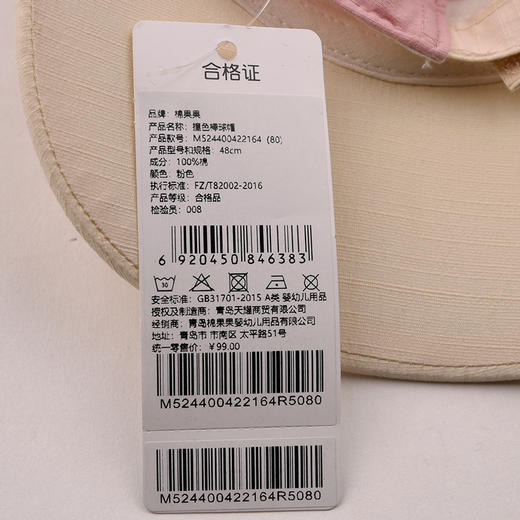 合格证
品牌：棉果果
产品名称：撞色棒球帽
产品款号：M524400422164 (80)
产品型号和规格：48cm
成分：100%棉
颜色：粉色
执行标准：FZ/T82002-2016
产品等级：合格品
检验员：008
6 920450 846383
30
安全标准：GB31701-2015 A类 婴幼儿用品
授权及制造商：青岛天耀商贸有限公司
经销商：青岛棉果果婴幼儿用品有限公司
地址：青岛市 市南区 太平路51号
统一零售价：￥99.00
M524400422164R5080
M524400422164R5080